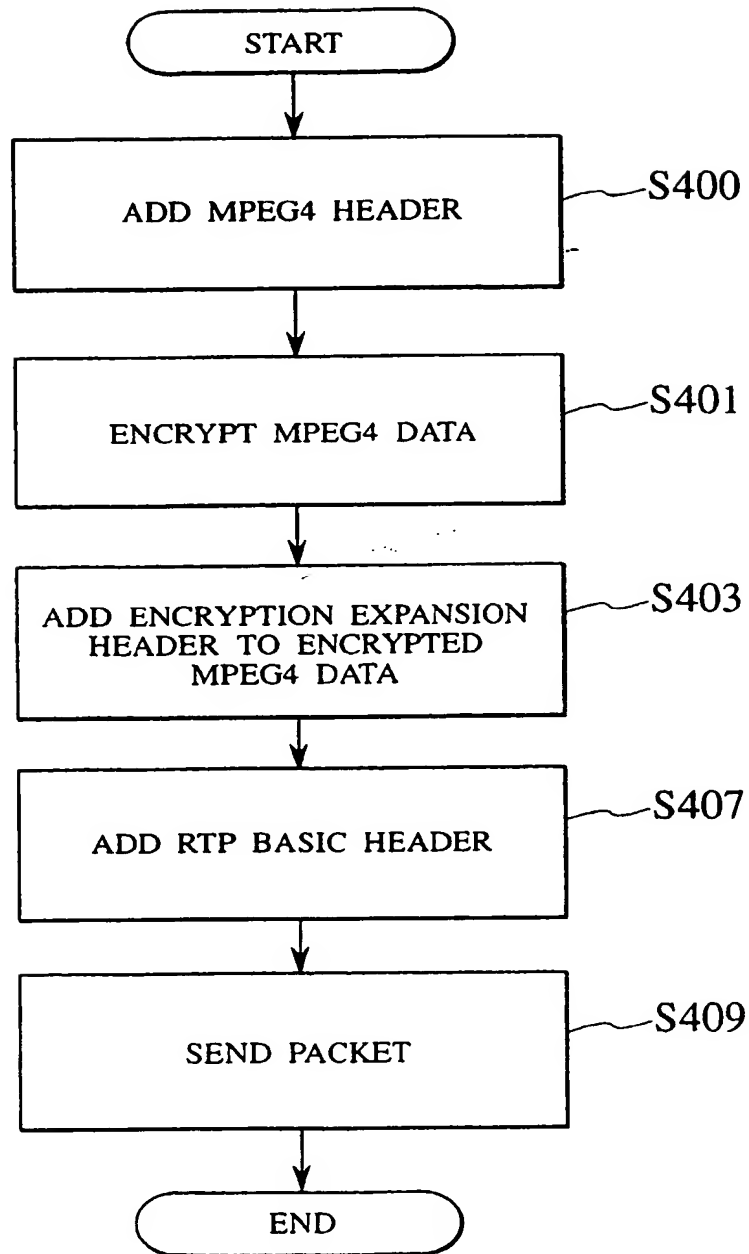 START
ADD MPEG4 HEADER
S400
ENCRYPT MPEG4 DATA
S401
ADD ENCRYPTION EXPANSION
HEADER TO ENCRYPTED
MPEG4 DATA
S403
ADD RTP BASIC HEADER
S407
SEND PACKET
S409
END